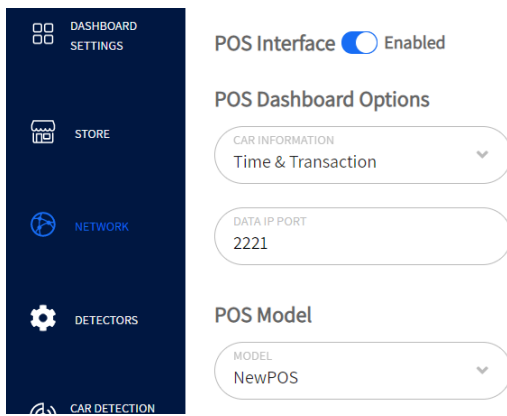 DASHBOARD
SETTINGS
STORE
NETWORK
DETECTORS
CAR DETECTION
POS Interface Enabled
POS Dashboard Options
CAR INFORMATION
Time & Transaction
DATA IP PORT
2221
POS Model
MODEL
NewPOS